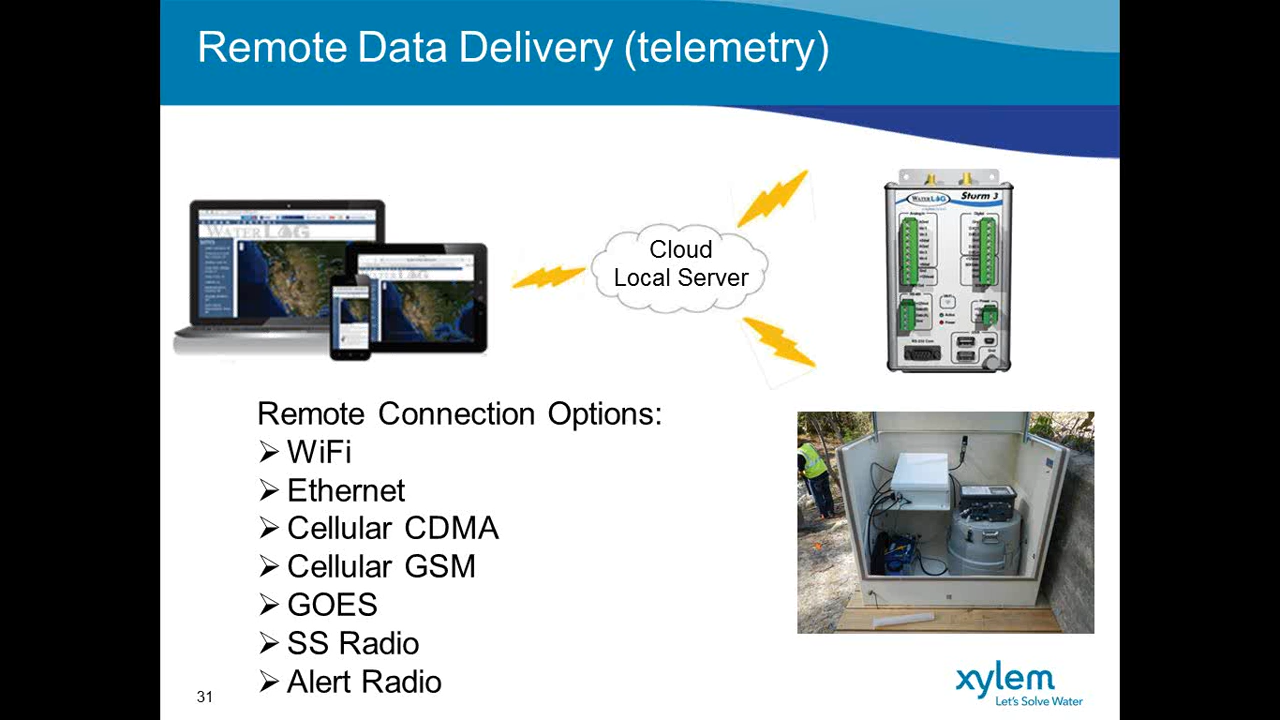 Remote Data Delivery (telemetry)
WATERLOG
Cloud
Local Server
WATERLOG
Storm 3
Remote Connection Options:
➢ WiFi
➢ Ethernet
➢ Cellular CDMA
➢ Cellular GSM
➢ GOES
➢ SS Radio
➢ Alert Radio
31
xylem
Let's Solve Water